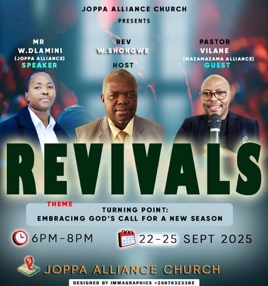 JOPPA ALLIANCE CHURCH
PRESENTS
MR
W.DLAMINI
(JOPPA ALLIANCE)
SPEAKER
REV
W.SHONGWE
HOST
PASTOR
VILANE
(MAZAMAZAMA ALLIANCE)
GUEST
REVIVALS
THEME
TURNING POINT:
EMBRACING GOD'S CALL FOR A NEW SEASON
6PM-8PM
22-25 SEPT 2025
JOPPA ALLIANCE CHURCH
DESIGNED BY IMMAGRAPHICS +26876323385